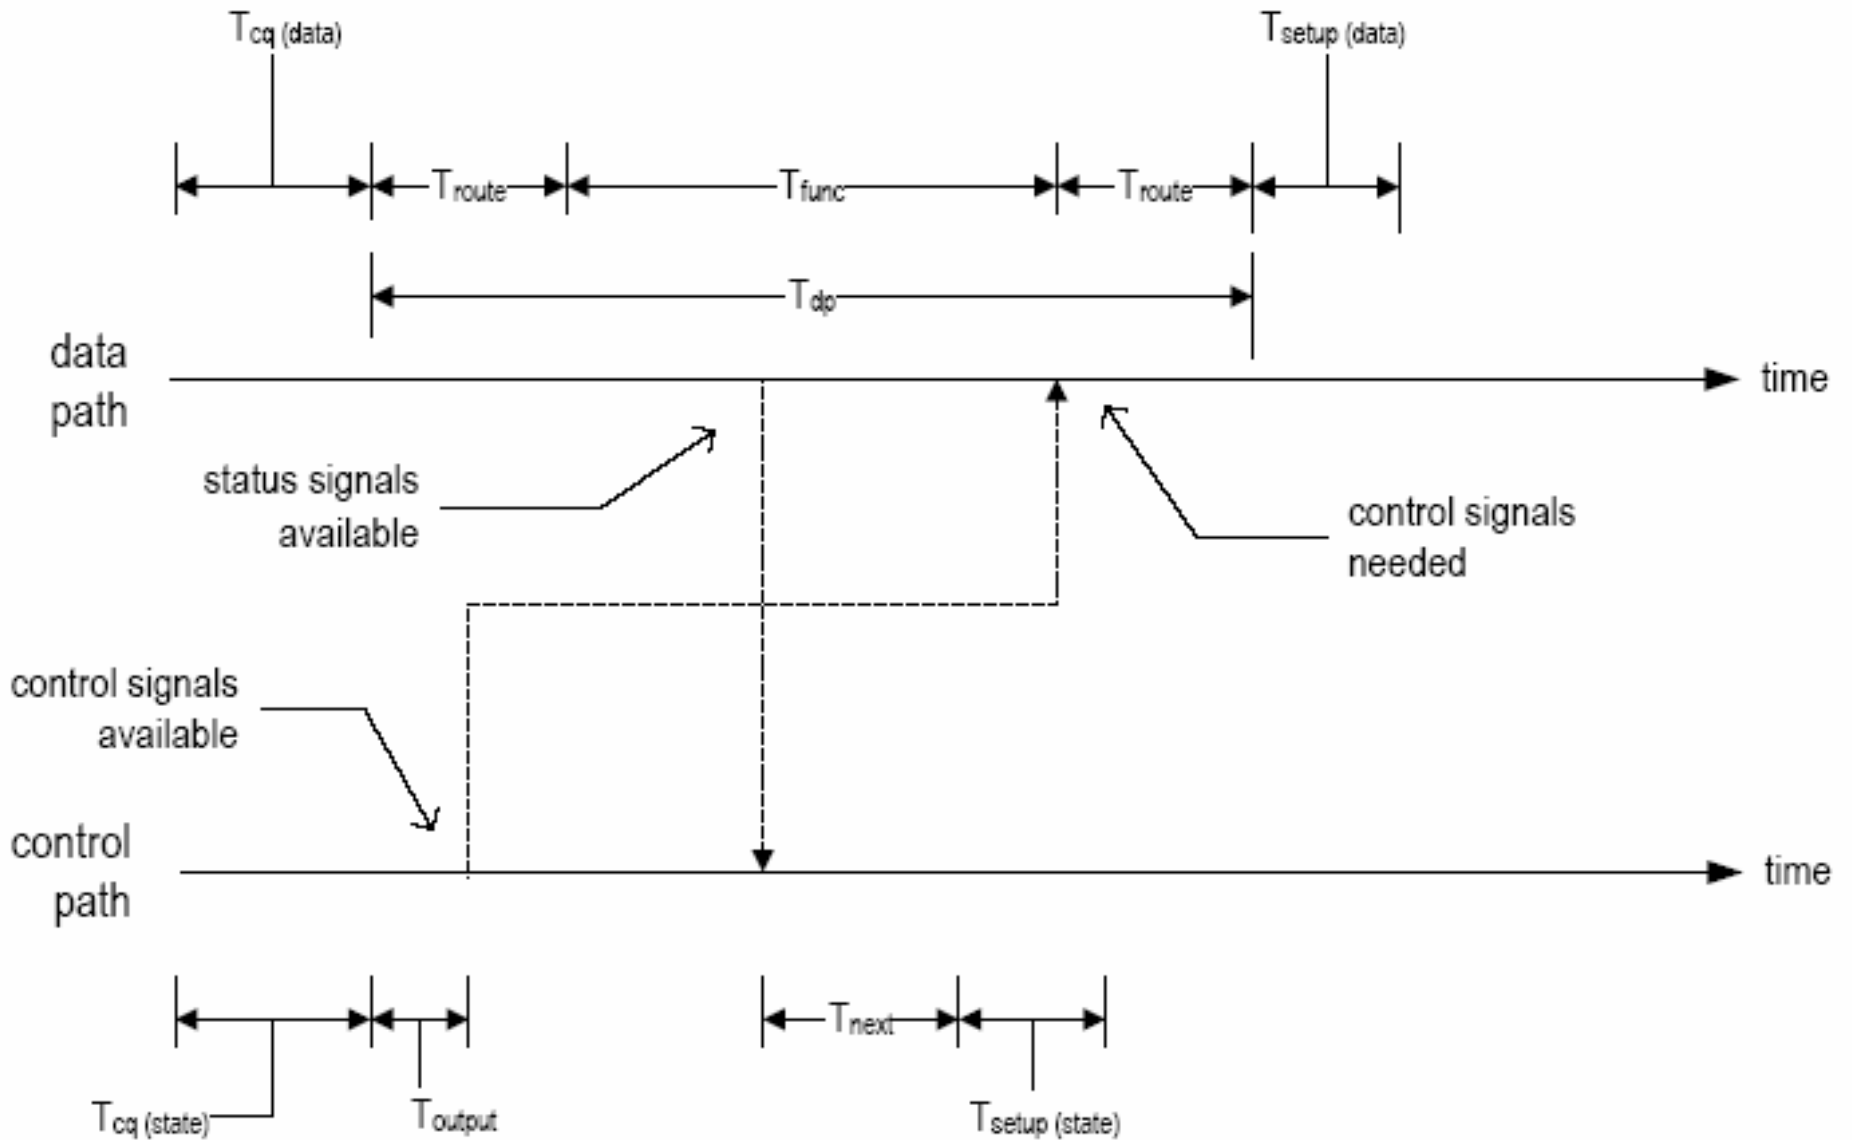 Tcq (data)
Tsetup (data)
Troute
Tfunc
Troute
Tdp
data
path
time
status signals
available
control signals
needed
control signals
available
control
path
time
Tnext
Tcq (state)
Toutput
Tsetup (state)